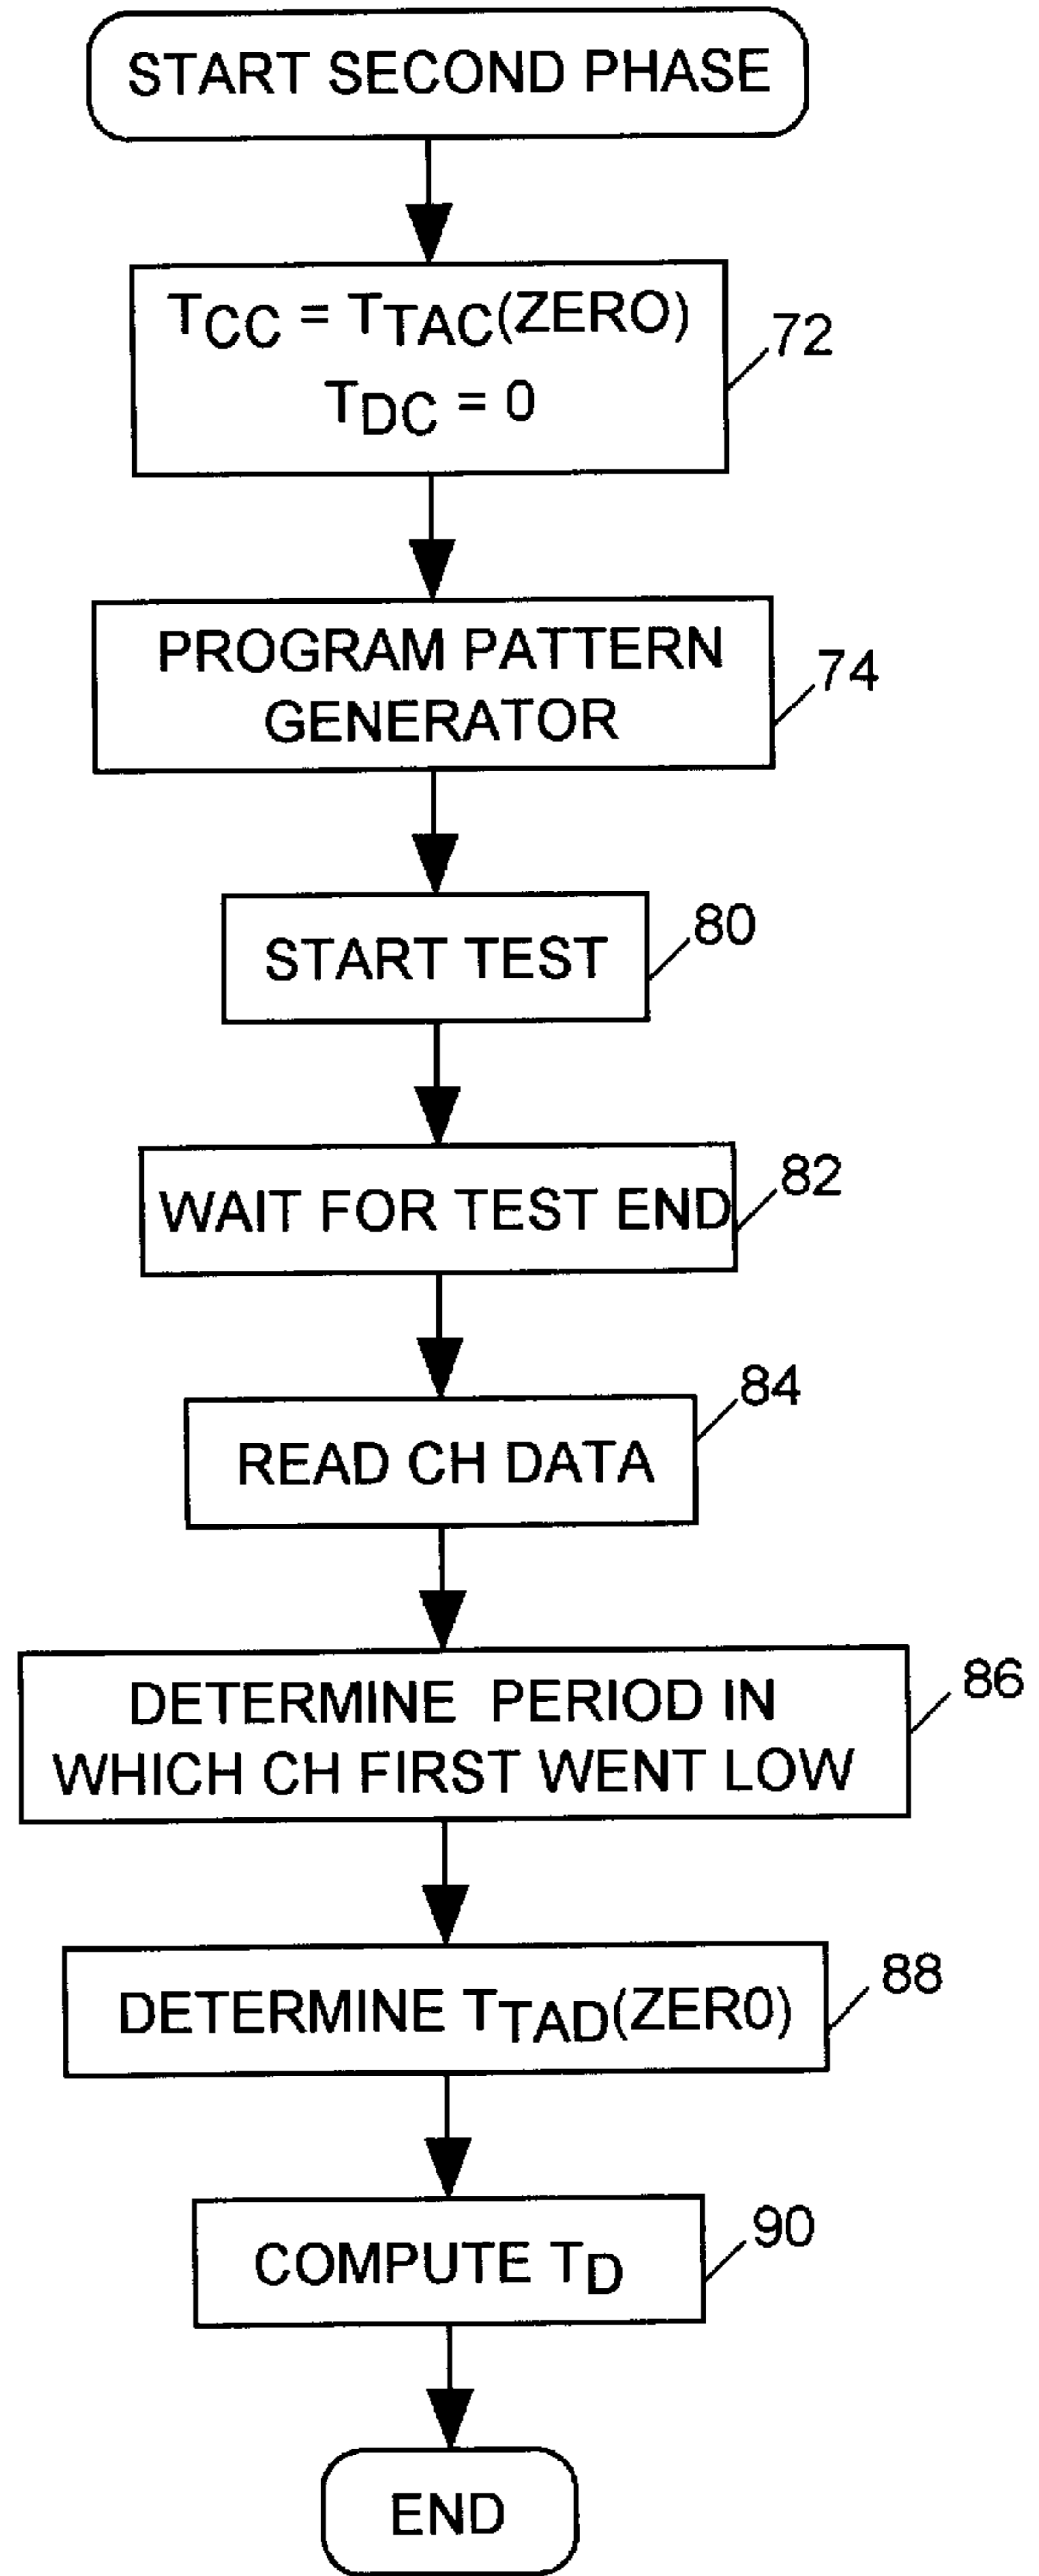 START SECOND PHASE
TCC = TTAC(ZERO)
TDC = 0
72
PROGRAM PATTERN
GENERATOR
74
START TEST
80
WAIT FOR TEST END
82
READ CH DATA
84
DETERMINE PERIOD IN
WHICH CH FIRST WENT LOW
86
DETERMINE TTAD(ZER0)
88
COMPUTE TD
90
END